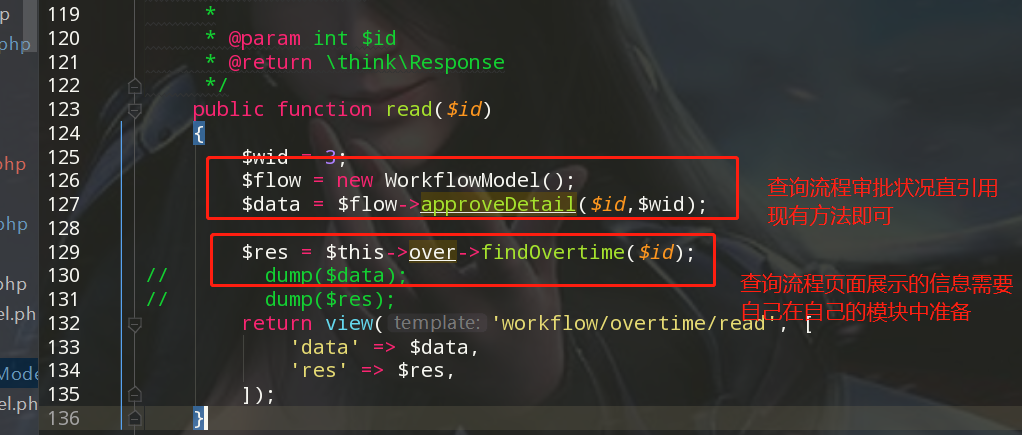 p
php
php
php
php
el.ph
Mode
el.ph
119 *
120 * @param int $id
121 * @return \think\Response
122 */
123 public function read($id)
124 {
125 $wid = 3;
126 $flow = new WorkflowModel();
127 $data = $flow->approveDetail($id,$wid);
查询流程审批状况直引用
现有方法即可
128
129 $res = $this->over->findOvertime($id);
130 // dump($data);
131 // dump($res);
查询流程页面展示的信息需要
自己在自己的模块中准备
132 return view( template: 'workflow/overtime/read', [
133 'data' => $data,
134 'res' => $res,
135 ]);
136 }